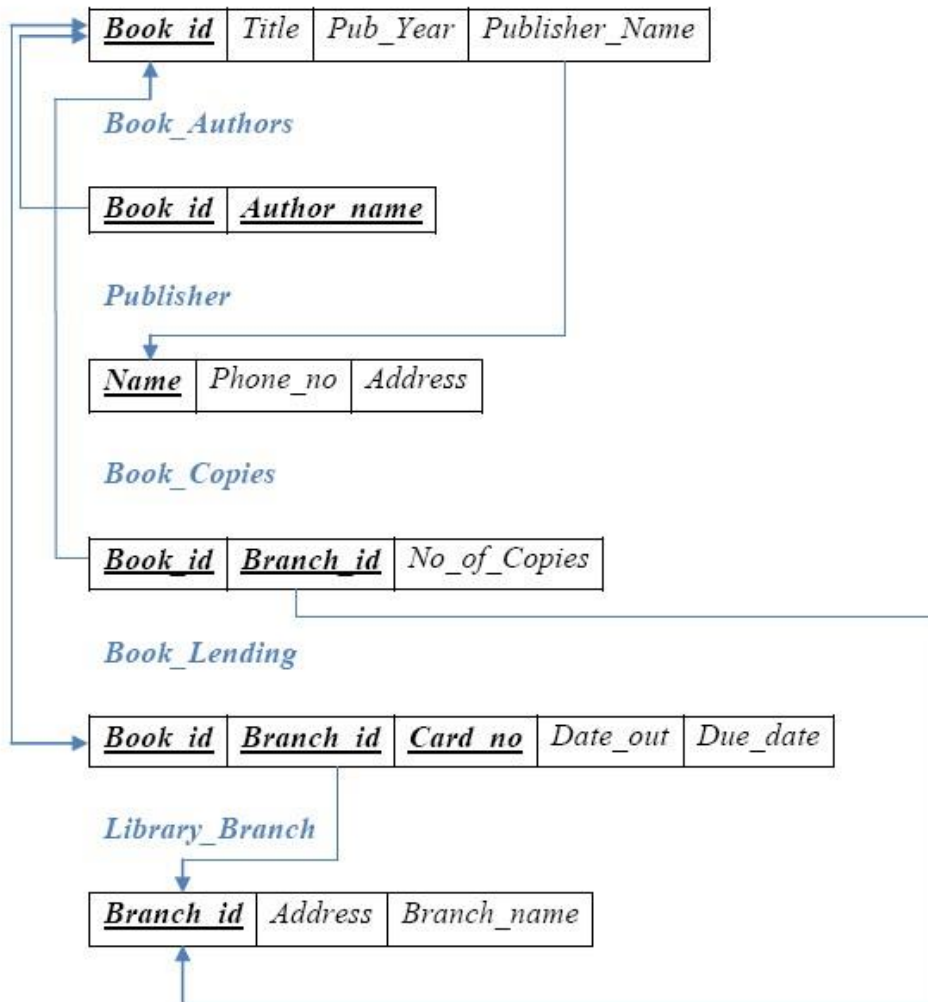 Book_id Title Pub_Year Publisher_Name
Book_Authors
Book_id Author_name
Publisher
Name Phone_no Address
Book_Copies
Book_id Branch_id No_of_Copies
Book_Lending
Book_id Branch_id Card_no Date_out Due_date
Library_Branch
Branch_id Address Branch_name